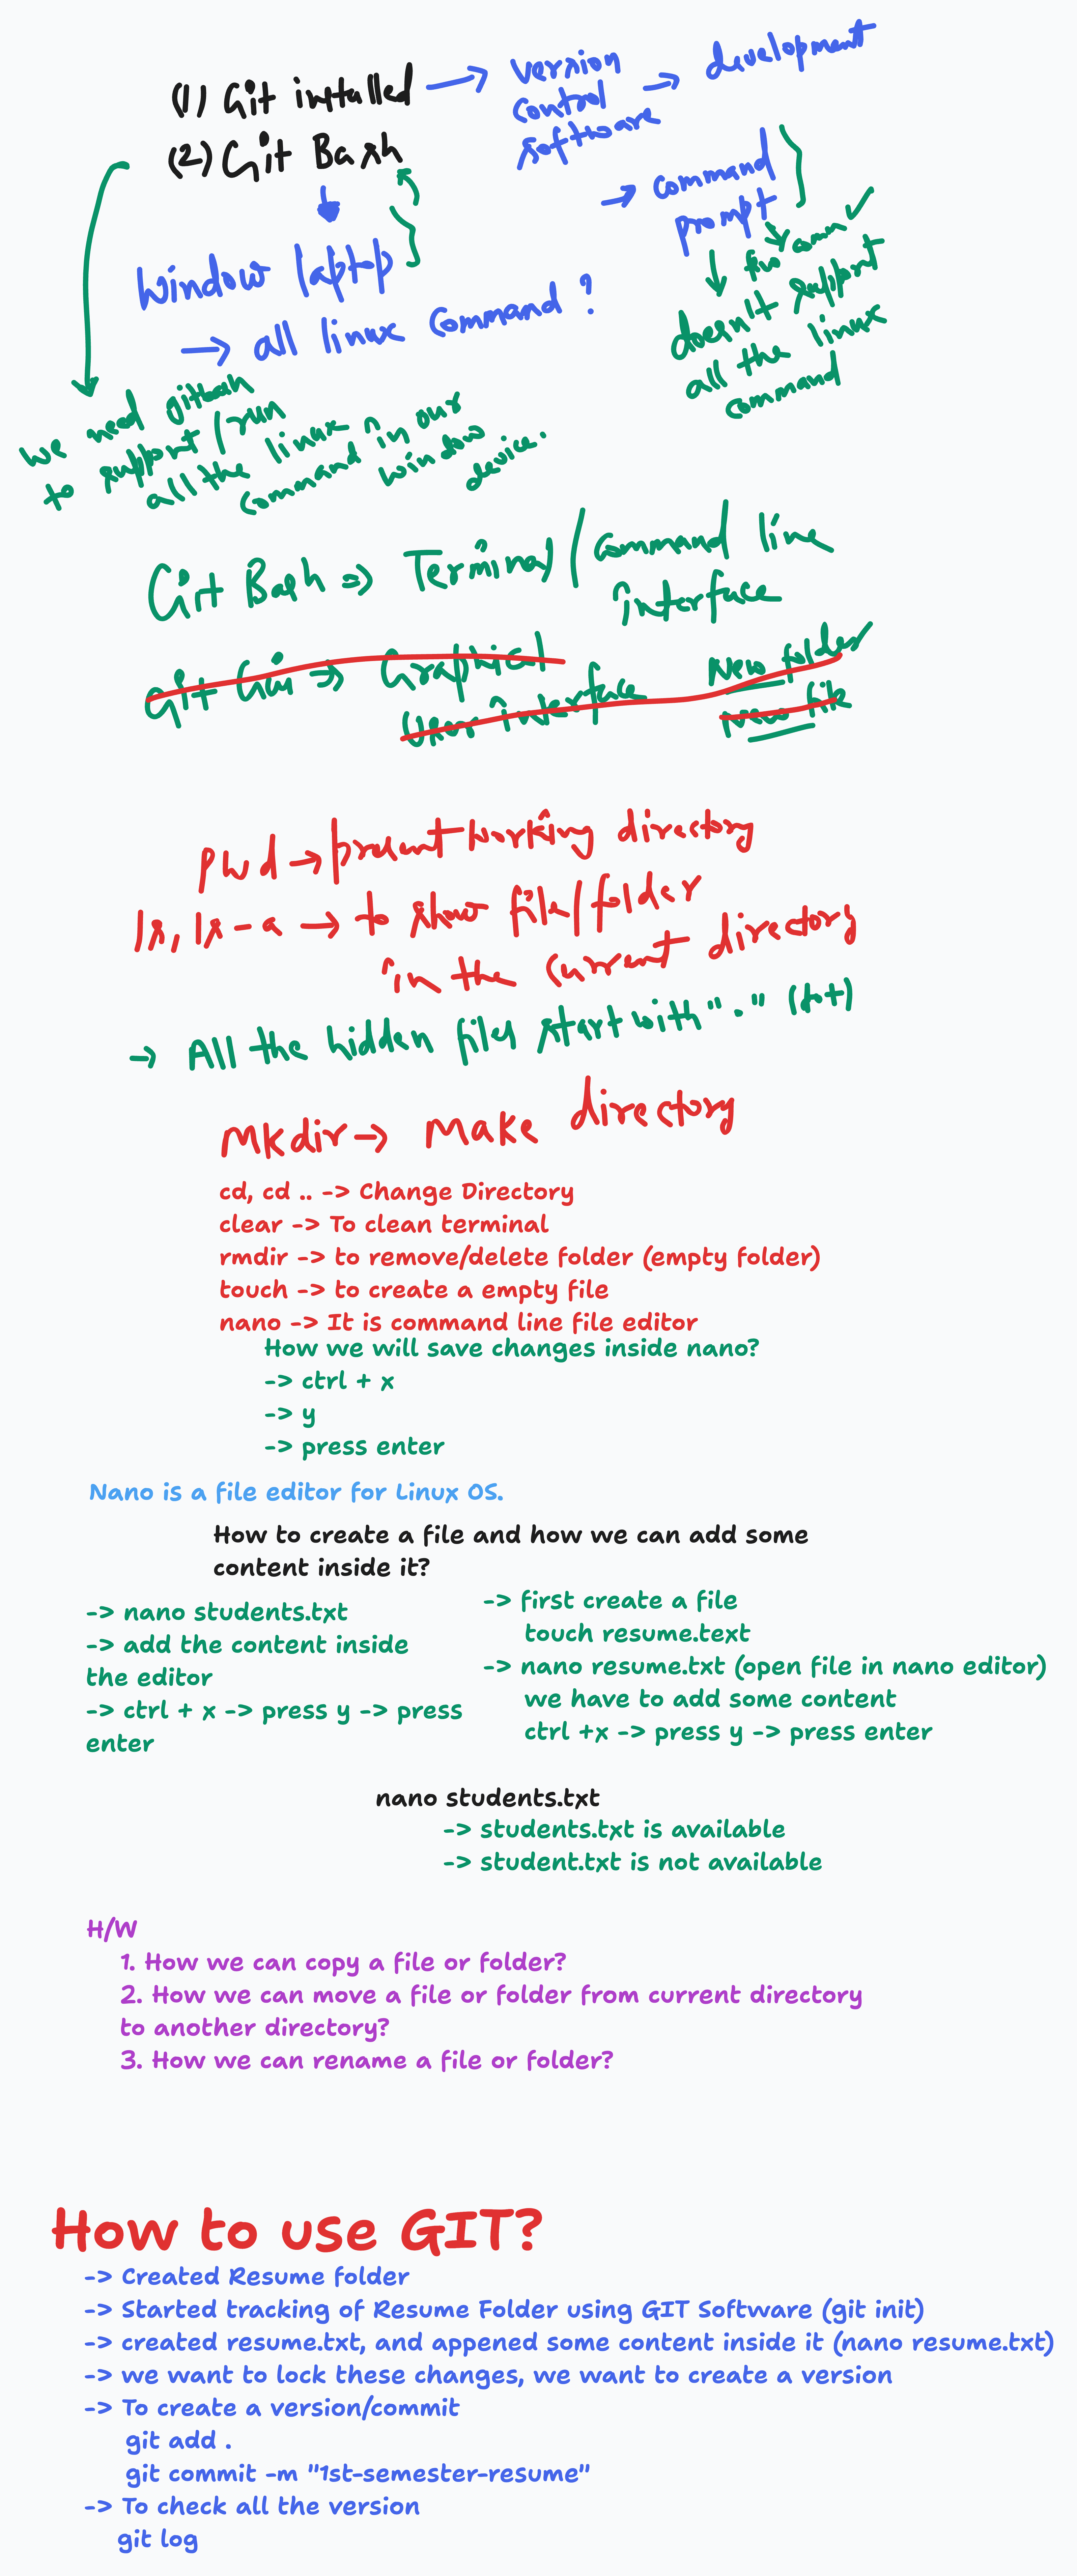 (1) Git installed → version control software → development
(2) Git Bash
→ command prompt
few comm ✓
doesn't support all the linux command
window laptp
→ all linux command ?
we need gitbash
to support / run
all the linux
command in our
window
device.
Git Bash => Terminal / command line
interface
Git Gui => Graphical
User interface
New folder
New file
pwd → present working directory
ls, ls -a → to show file/folder
in the current directory
→ All the hidden files start with "." (dot)
Mkdir → Make directory
cd, cd .. -> Change Directory
clear -> To clean terminal
rmdir -> to remove/delete folder (empty folder)
touch -> to create a empty file
nano -> It is command line file editor
How we will save changes inside nano?
-> ctrl + x
-> y
-> press enter
Nano is a file editor for Linux OS.
How to create a file and how we can add some
content inside it?
-> nano students.txt
-> add the content inside
the editor
-> ctrl + x -> press y -> press
enter
-> first create a file
touch resume.text
-> nano resume.txt (open file in nano editor)
we have to add some content
ctrl +x -> press y -> press enter
nano students.txt
-> students.txt is available
-> student.txt is not available
H/W
1. How we can copy a file or folder?
2. How we can move a file or folder from current directory
to another directory?
3. How we can rename a file or folder?
How to use GIT?
-> Created Resume folder
-> Started tracking of Resume Folder using GIT Software (git init)
-> created resume.txt, and appened some content inside it (nano resume.txt)
-> we want to lock these changes, we want to create a version
-> To create a version/commit
git add .
git commit -m "1st-semester-resume"
-> To check all the version
git log